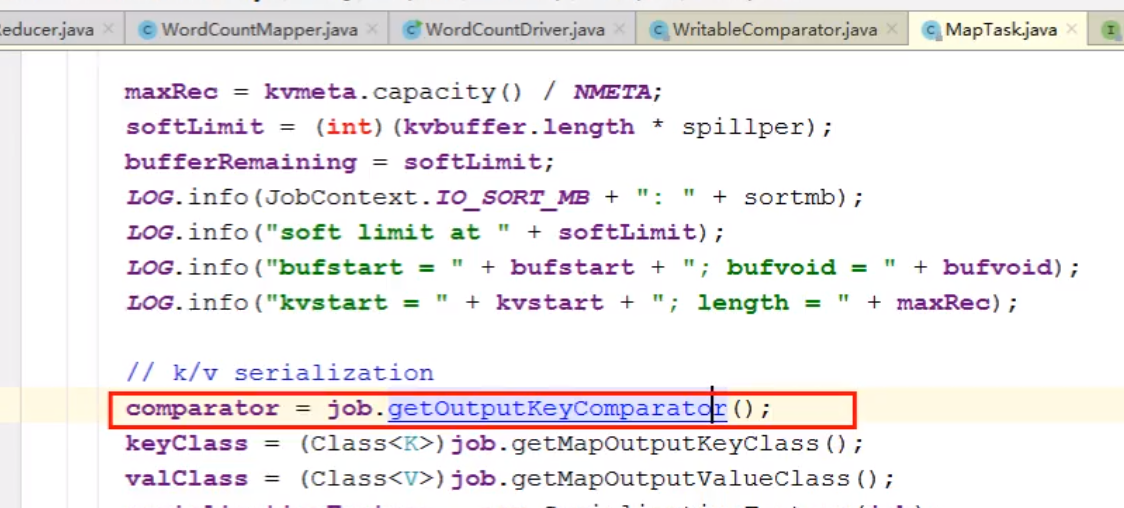 educer.java WordCountMapper.java WordCountDriver.java WritableComparator.java MapTask.java
maxRec = kvmeta.capacity() / NMETA;
softLimit = (int)(kvbuffer.length * spillper);
bufferRemaining = softLimit;
LOG.info(JobContext.IO_SORT_MB + ": " + sortmb);
LOG.info("soft limit at " + softLimit);
LOG.info("bufstart = " + bufstart + "; bufvoid = " + bufvoid);
LOG.info("kvstart = " + kvstart + "; length = " + maxRec);
// k/v serialization
comparator = job.getOutputKeyComparator();
keyClass = (Class<K>)job.getMapOutputKeyClass();
valClass = (Class<V>)job.getMapOutputValueClass();